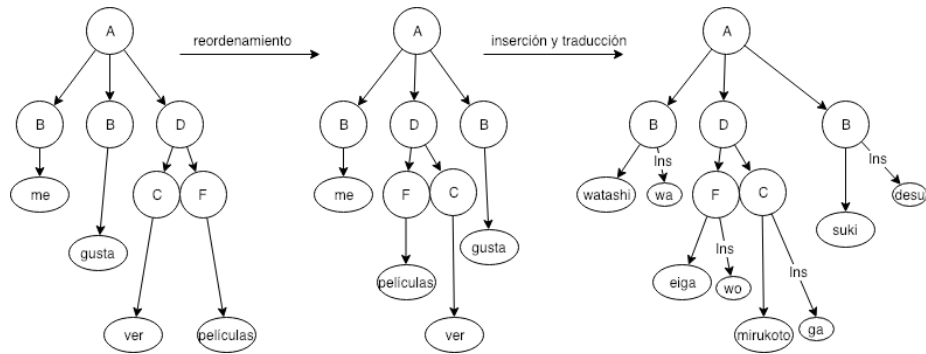 A
reordenamiento
A
inserción y traducción
A
B
B
D
B
D
B
B
D
B
Ins
Ins
me
C
F
me
F
C
watashi
wa
F
C
desu
gusta
gusta
suki
Ins
Ins
películas
eiga
wo
ver
películas
ver
mirukoto
ga